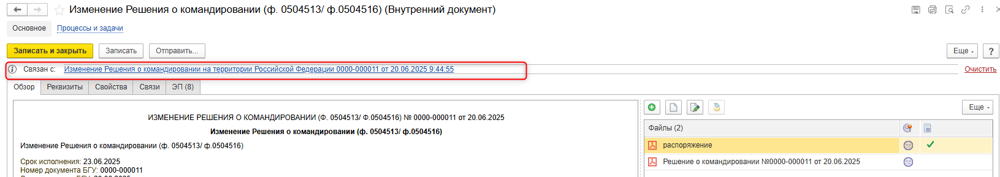 Изменение Решения о командировании (ф. 0504513/ ф.0504516) (Внутренний документ)
Основное Процессы и задачи
Записать и закрыть Записать Отправить... Еще ?
Связан с: Изменение Решения о командировании на территории Российской Федерации 0000-000011 от 20.06.2025 9:44:55 Очистить
Обзор Реквизиты Свойства Связи ЭП (8)
ИЗМЕНЕНИЕ РЕШЕНИЯ О КОМАНДИРОВАНИИ (Ф. 0504513/ Ф.0504516) № 0000-000011 от 20.06.2025
Еще
Изменение Решения о командировании (ф. 0504513/ ф.0504516)
Файлы (2)
Изменение Решения о командировании (ф. 0504513/ ф.0504516)
распоряжение
Срок исполнения: 23.06.2025
Решение о командировании №0000-000011 от 20.06.2025
Номер документа БГУ: 0000-000011